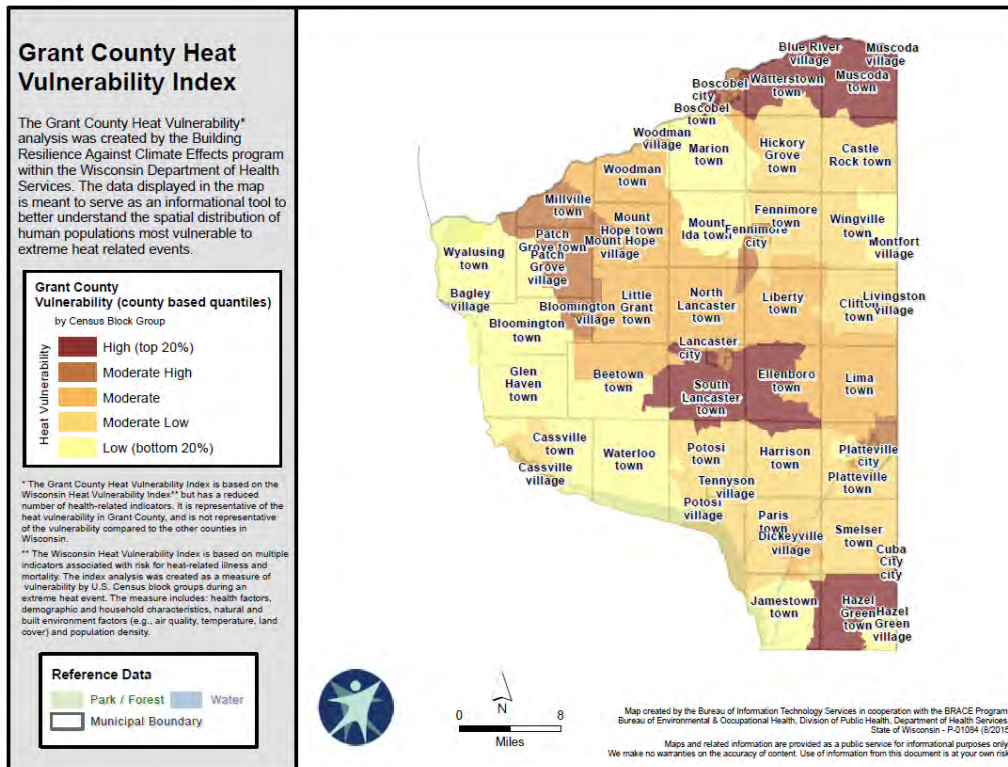 Grant County Heat
Vulnerability Index
The Grant County Heat Vulnerability*
analysis was created by the Building
Resilience Against Climate Effects program
within the Wisconsin Department of Health
Services. The data displayed in the map
is meant to serve as an informational tool to
better understand the spatial distribution of
human populations most vulnerable to
extreme heat related events.
Grant County
Vulnerability (county based quantiles)
by Census Block Group
Heat Vulnerability
High (top 20%)
Moderate High
Moderate
Moderate Low
Low (bottom 20%)
* The Grant County Heat Vulnerability Index is based on the
Wisconsin Heat Vulnerability Index** but has a reduced
number of health-related indicators. It is representative of the
heat vulnerability in Grant County, and is not representative
of the vulnerability compared to the other counties in
Wisconsin.
** The Wisconsin Heat Vulnerability Index is based on multiple
indicators associated with risk for heat-related illness and
mortality. The index analysis was created as a measure of
vulnerability by U.S. Census block groups during an
extreme heat event. The measure includes: health factors,
demographic and household characteristics, natural and
built environment factors (e.g., air quality, temperature, land
cover) and population density.
Reference Data
Park / Forest
Water
Municipal Boundary
Blue River
village
Muscoda
village
Boscobel
city
Watterstown
town
Muscoda
town
Boscobel
town
Woodman
village
Marion
town
Hickory
Grove
town
Castle
Rock town
Woodman
town
Millville
town
Mount
Hope town
Mount Hope
village
Mount
Ida town
Fennimore
town
Fennimore
city
Wingville
town
Montfort
village
Wyalusing
town
Patch
Grove town
Patch
Grove
village
Bagley
village
Bloomington
village
Bloomington
town
Little
Grant
town
North
Lancaster
town
Liberty
town
Clifton
town
Livingston
village
Lancaster
city
Glen
Haven
town
Beetown
town
South
Lancaster
town
Ellenboro
town
Lima
town
Cassville
town
Cassville
village
Waterloo
town
Potosi
town
Tennyson
village
Potosi
village
Harrison
town
Platteville
city
Platteville
town
Paris
town
Dickeyville
village
Smelser
town
Cuba
City
city
Jamestown
town
Hazel
Green
town
Hazel
Green
village
N
0 8
Miles
Map created by the Bureau of Information Technology Services in cooperation with the BRACE Program
Bureau of Environmental & Occupational Health, Division of Public Health, Department of Health Services
State of Wisconsin - P-01084 (8/2015
Maps and related information are provided as a public service for informational purposes only
We make no warranties on the accuracy of content. Use of information from this document is at your own risk